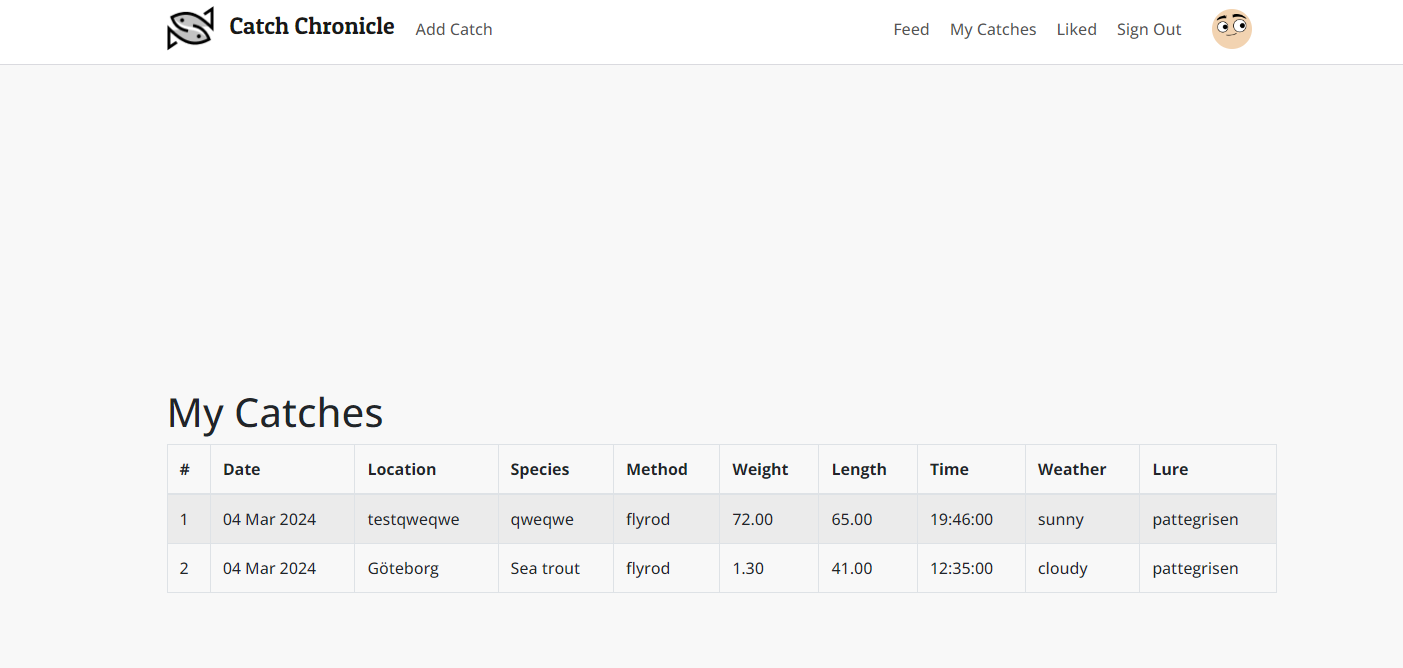 Catch Chronicle Add Catch Feed My Catches Liked Sign Out
My Catches
# Date Location Species Method Weight Length Time Weather Lure
1 04 Mar 2024 testqweqwe qweqwe flyrod 72.00 65.00 19:46:00 sunny pattegrisen
2 04 Mar 2024 Göteborg Sea trout flyrod 1.30 41.00 12:35:00 cloudy pattegrisen